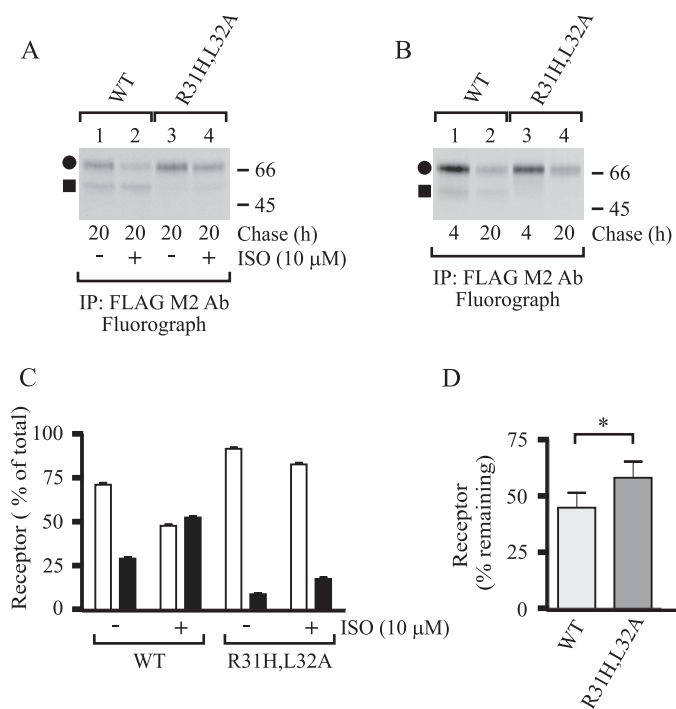 A
WT
R31H,L32A
1 2 3 4
66
45
20 20 20 20 Chase (h)
- + - + ISO (10 μM)
IP: FLAG M2 Ab
Fluorograph
B
WT
R31H,L32A
1 2 3 4
66
45
4 20 4 20 Chase (h)
IP: FLAG M2 Ab
Fluorograph
C
Receptor ( % of total)
100
75
50
25
0
- + - + ISO (10 μM)
WT R31H,L32A
D
Receptor
(% remaining)
75
50
25
0
*
WT
R31H,L32A